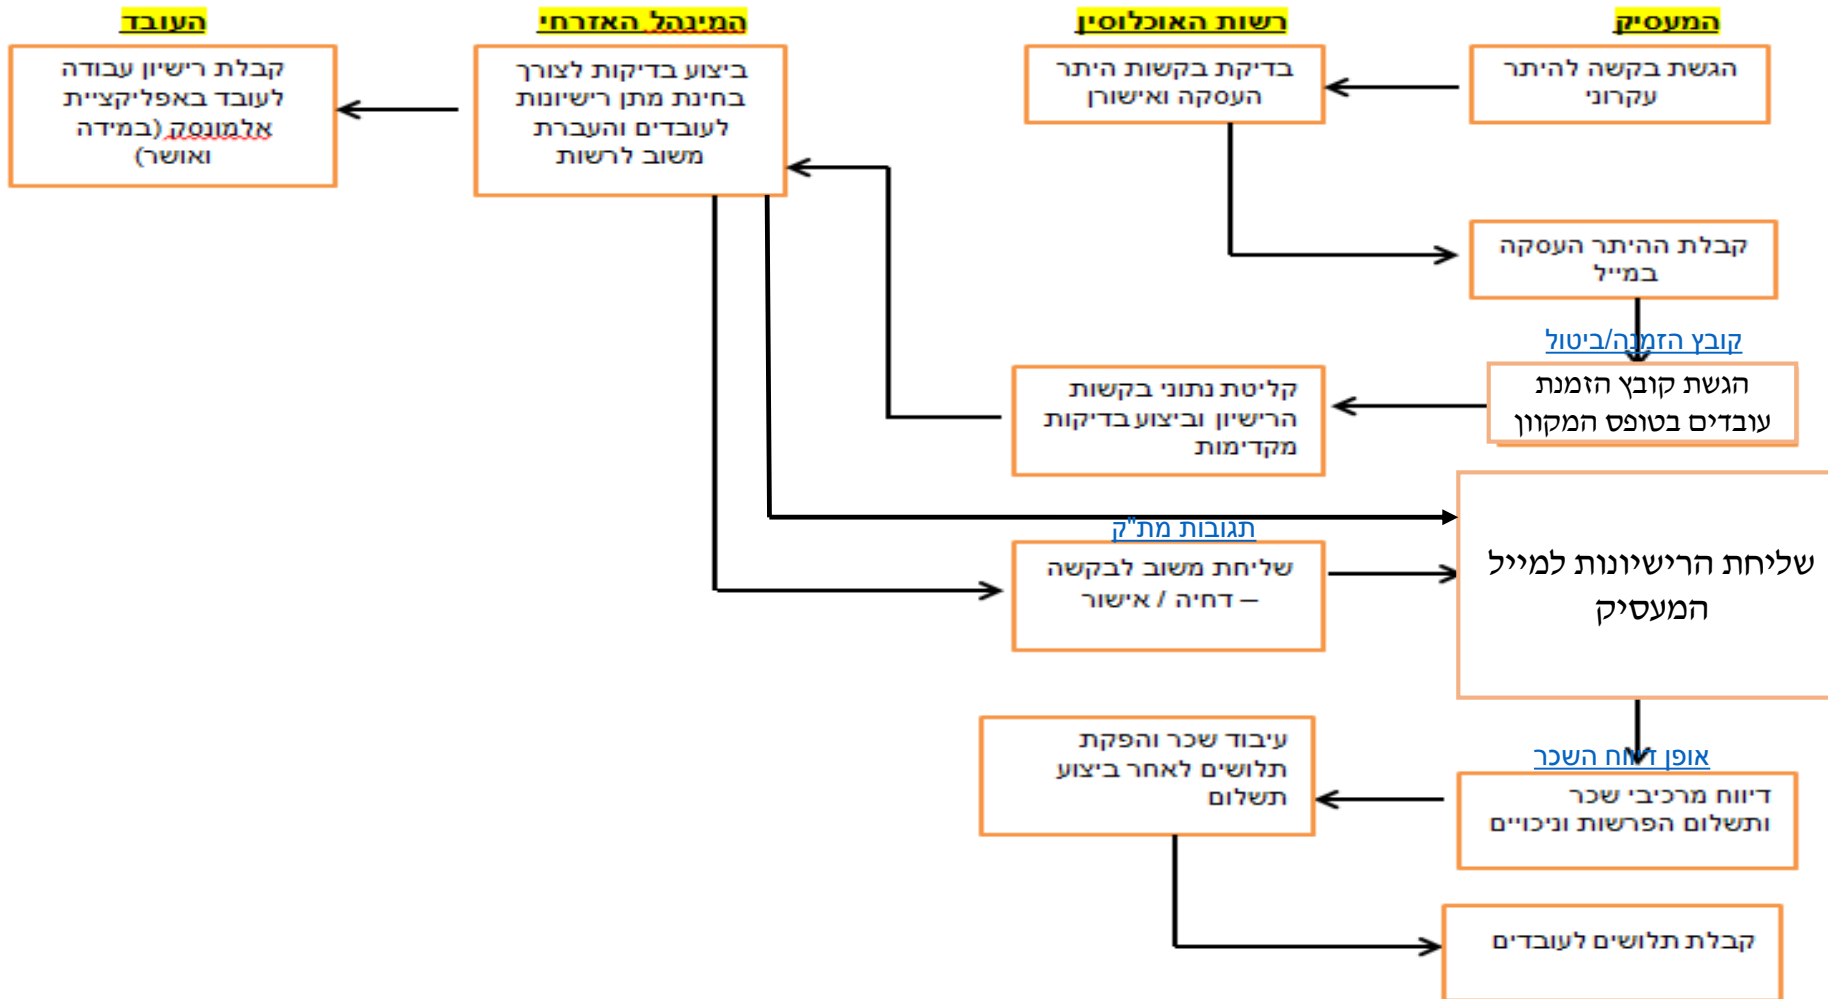 המעסיק
רשות האוכלוסין
המינהל האזרחי
העובד
הגשת בקשה להיתר
עקרוני
בדיקת בקשות היתר
העסקה ואישורן
ביצוע בדיקות לצורך
בחינת מתן רישיונות
לעובדים והעברת
משוב לרשות
קבלת רישיון עבודה
לעובד באפליקציית
אלמונסק (במידה
ואושר)
קבלת ההיתר העסקה
במייל
קובץ הזמנה/ביטול
הגשת קובץ הזמנת
עובדים בטופס המקוון
קליטת נתוני בקשות
הרישיון וביצוע בדיקות
מקדימות
שליחת הרישיונות למייל
המעסיק
תגובות מת"ק
שליחת משוב לבקשה
– דחיה / אישור
אופן דיווח השכר
דיווח מרכיבי שכר
ותשלום הפרשות וניכויים
עיבוד שכר והפקת
תלושים לאחר ביצוע
תשלום
קבלת תלושים לעובדים